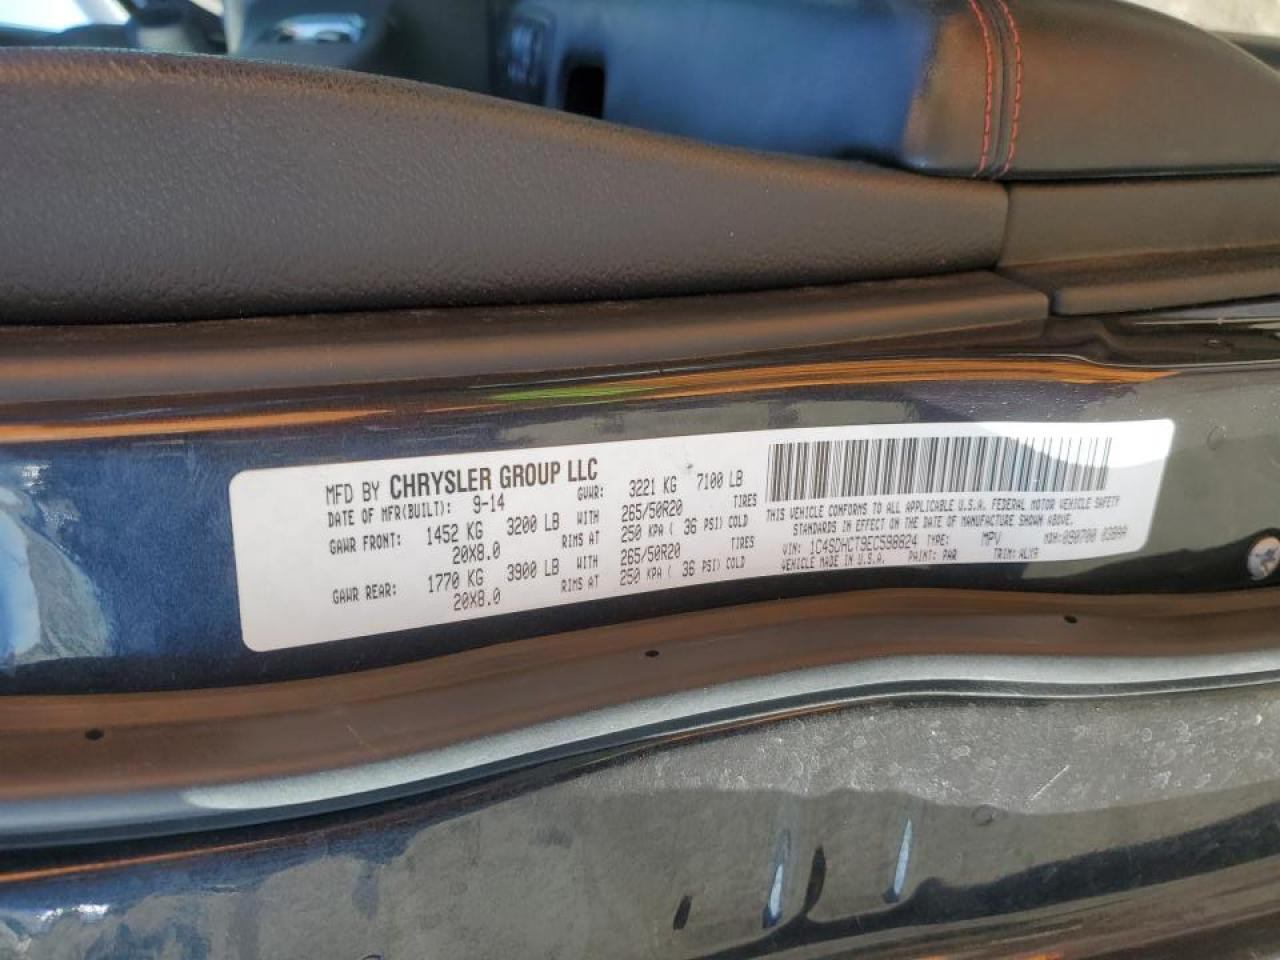 MFD BY CHRYSLER GROUP LLC
DATE OF MFR(BUILT): 9-14 GVWR: 3221 KG 7100 LB
GAWR FRONT: 1452 KG 3200 LB WITH 265/50R20 TIRES
20X8.0 RIMS AT 250 KPA ( 36 PSI) COLD
GAWR REAR: 1770 KG 3900 LB WITH 265/50R20 TIRES
20X8.0 RIMS AT 250 KPA ( 36 PSI) COLD
THIS VEHICLE CONFORMS TO ALL APPLICABLE U.S.A. FEDERAL MOTOR VEHICLE SAFETY
STANDARDS IN EFFECT ON THE DATE OF MANUFACTURE SHOWN ABOVE.
VIN: 1C4SDHCT9EC598624 TYPE: MPV
VEHICLE MADE IN U.S.A. PAINT: PAR TRIM: ALX9